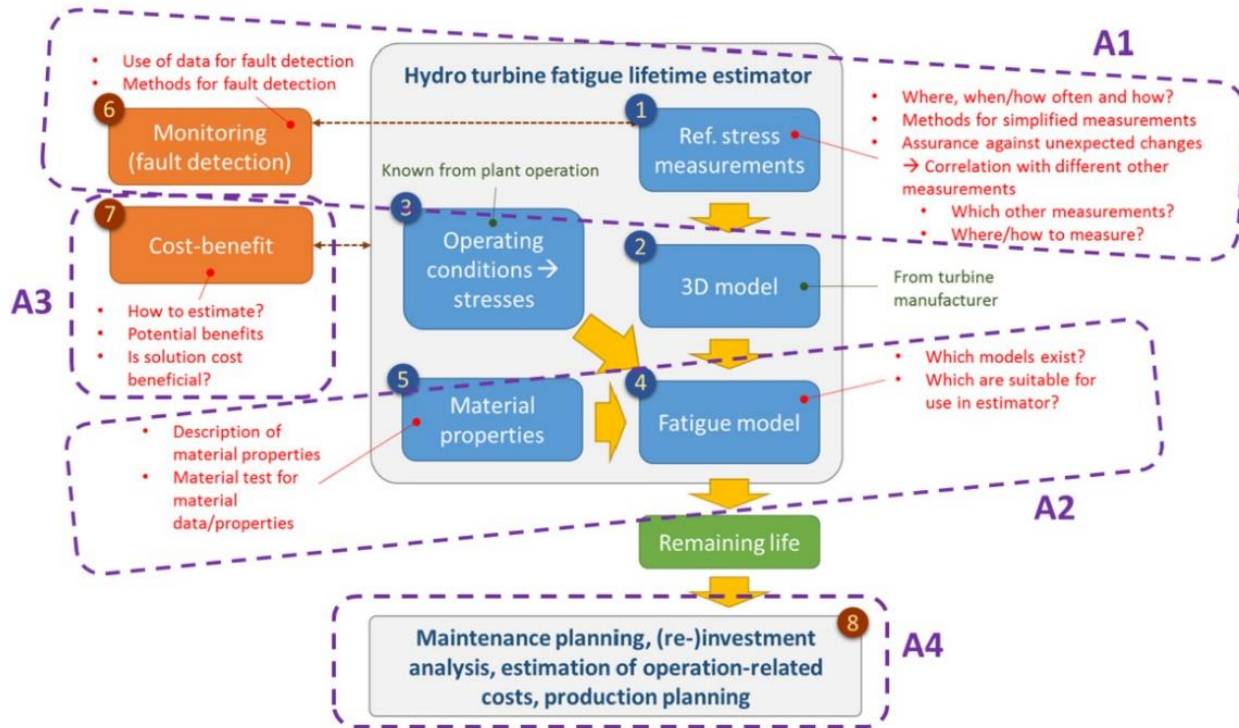 A1
• Use of data for fault detection
• Methods for fault detection
6
Monitoring
(fault detection)
Hydro turbine fatigue lifetime estimator
1
Ref. stress
measurements
• Where, when/how often and how?
• Methods for simplified measurements
• Assurance against unexpected changes
→ Correlation with different other
measurements
• Which other measurements?
• Where/how to measure?
Known from plant operation
7
Cost-benefit
3
Operating
conditions →
stresses
2
3D model
From turbine
manufacturer
A3
• How to estimate?
• Potential benefits
• Is solution cost
beneficial?
5
Material
properties
4
Fatigue model
• Which models exist?
• Which are suitable for
use in estimator?
• Description of
material properties
• Material test for
material
data/properties
A2
Remaining life
8
Maintenance planning, (re-)investment
analysis, estimation of operation-related
costs, production planning
A4